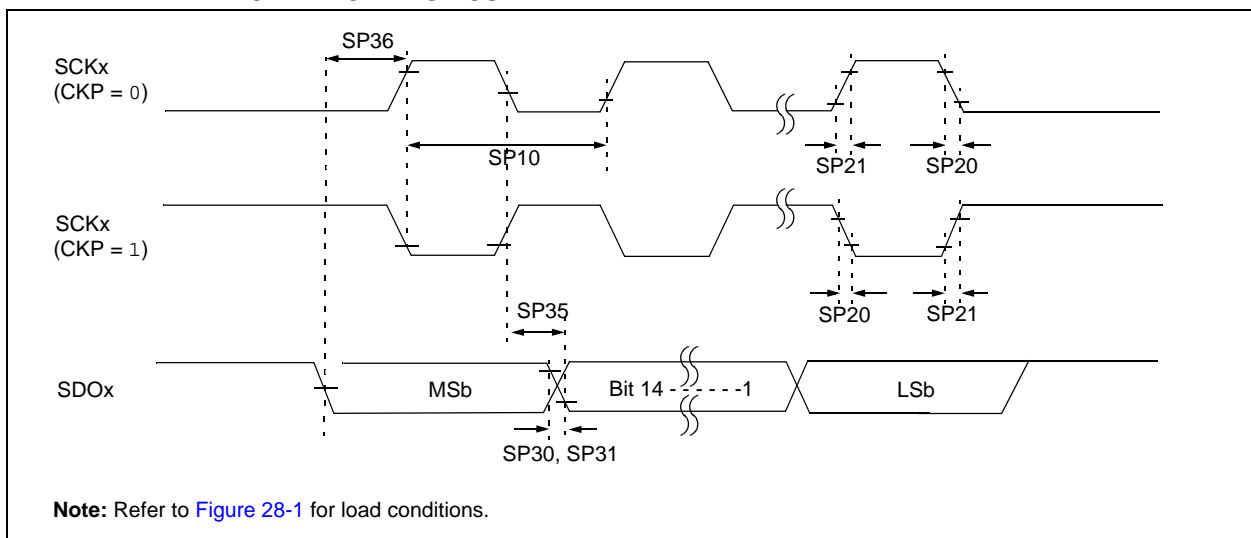 SP36
SCKx
(CKP = 0)
SP10
SP21
SP20
SCKx
(CKP = 1)
SP35
SP20
SP21
SDOx
MSb
Bit 14 - - - - - -1
LSb
SP30, SP31
Note: Refer to Figure 28-1 for load conditions.